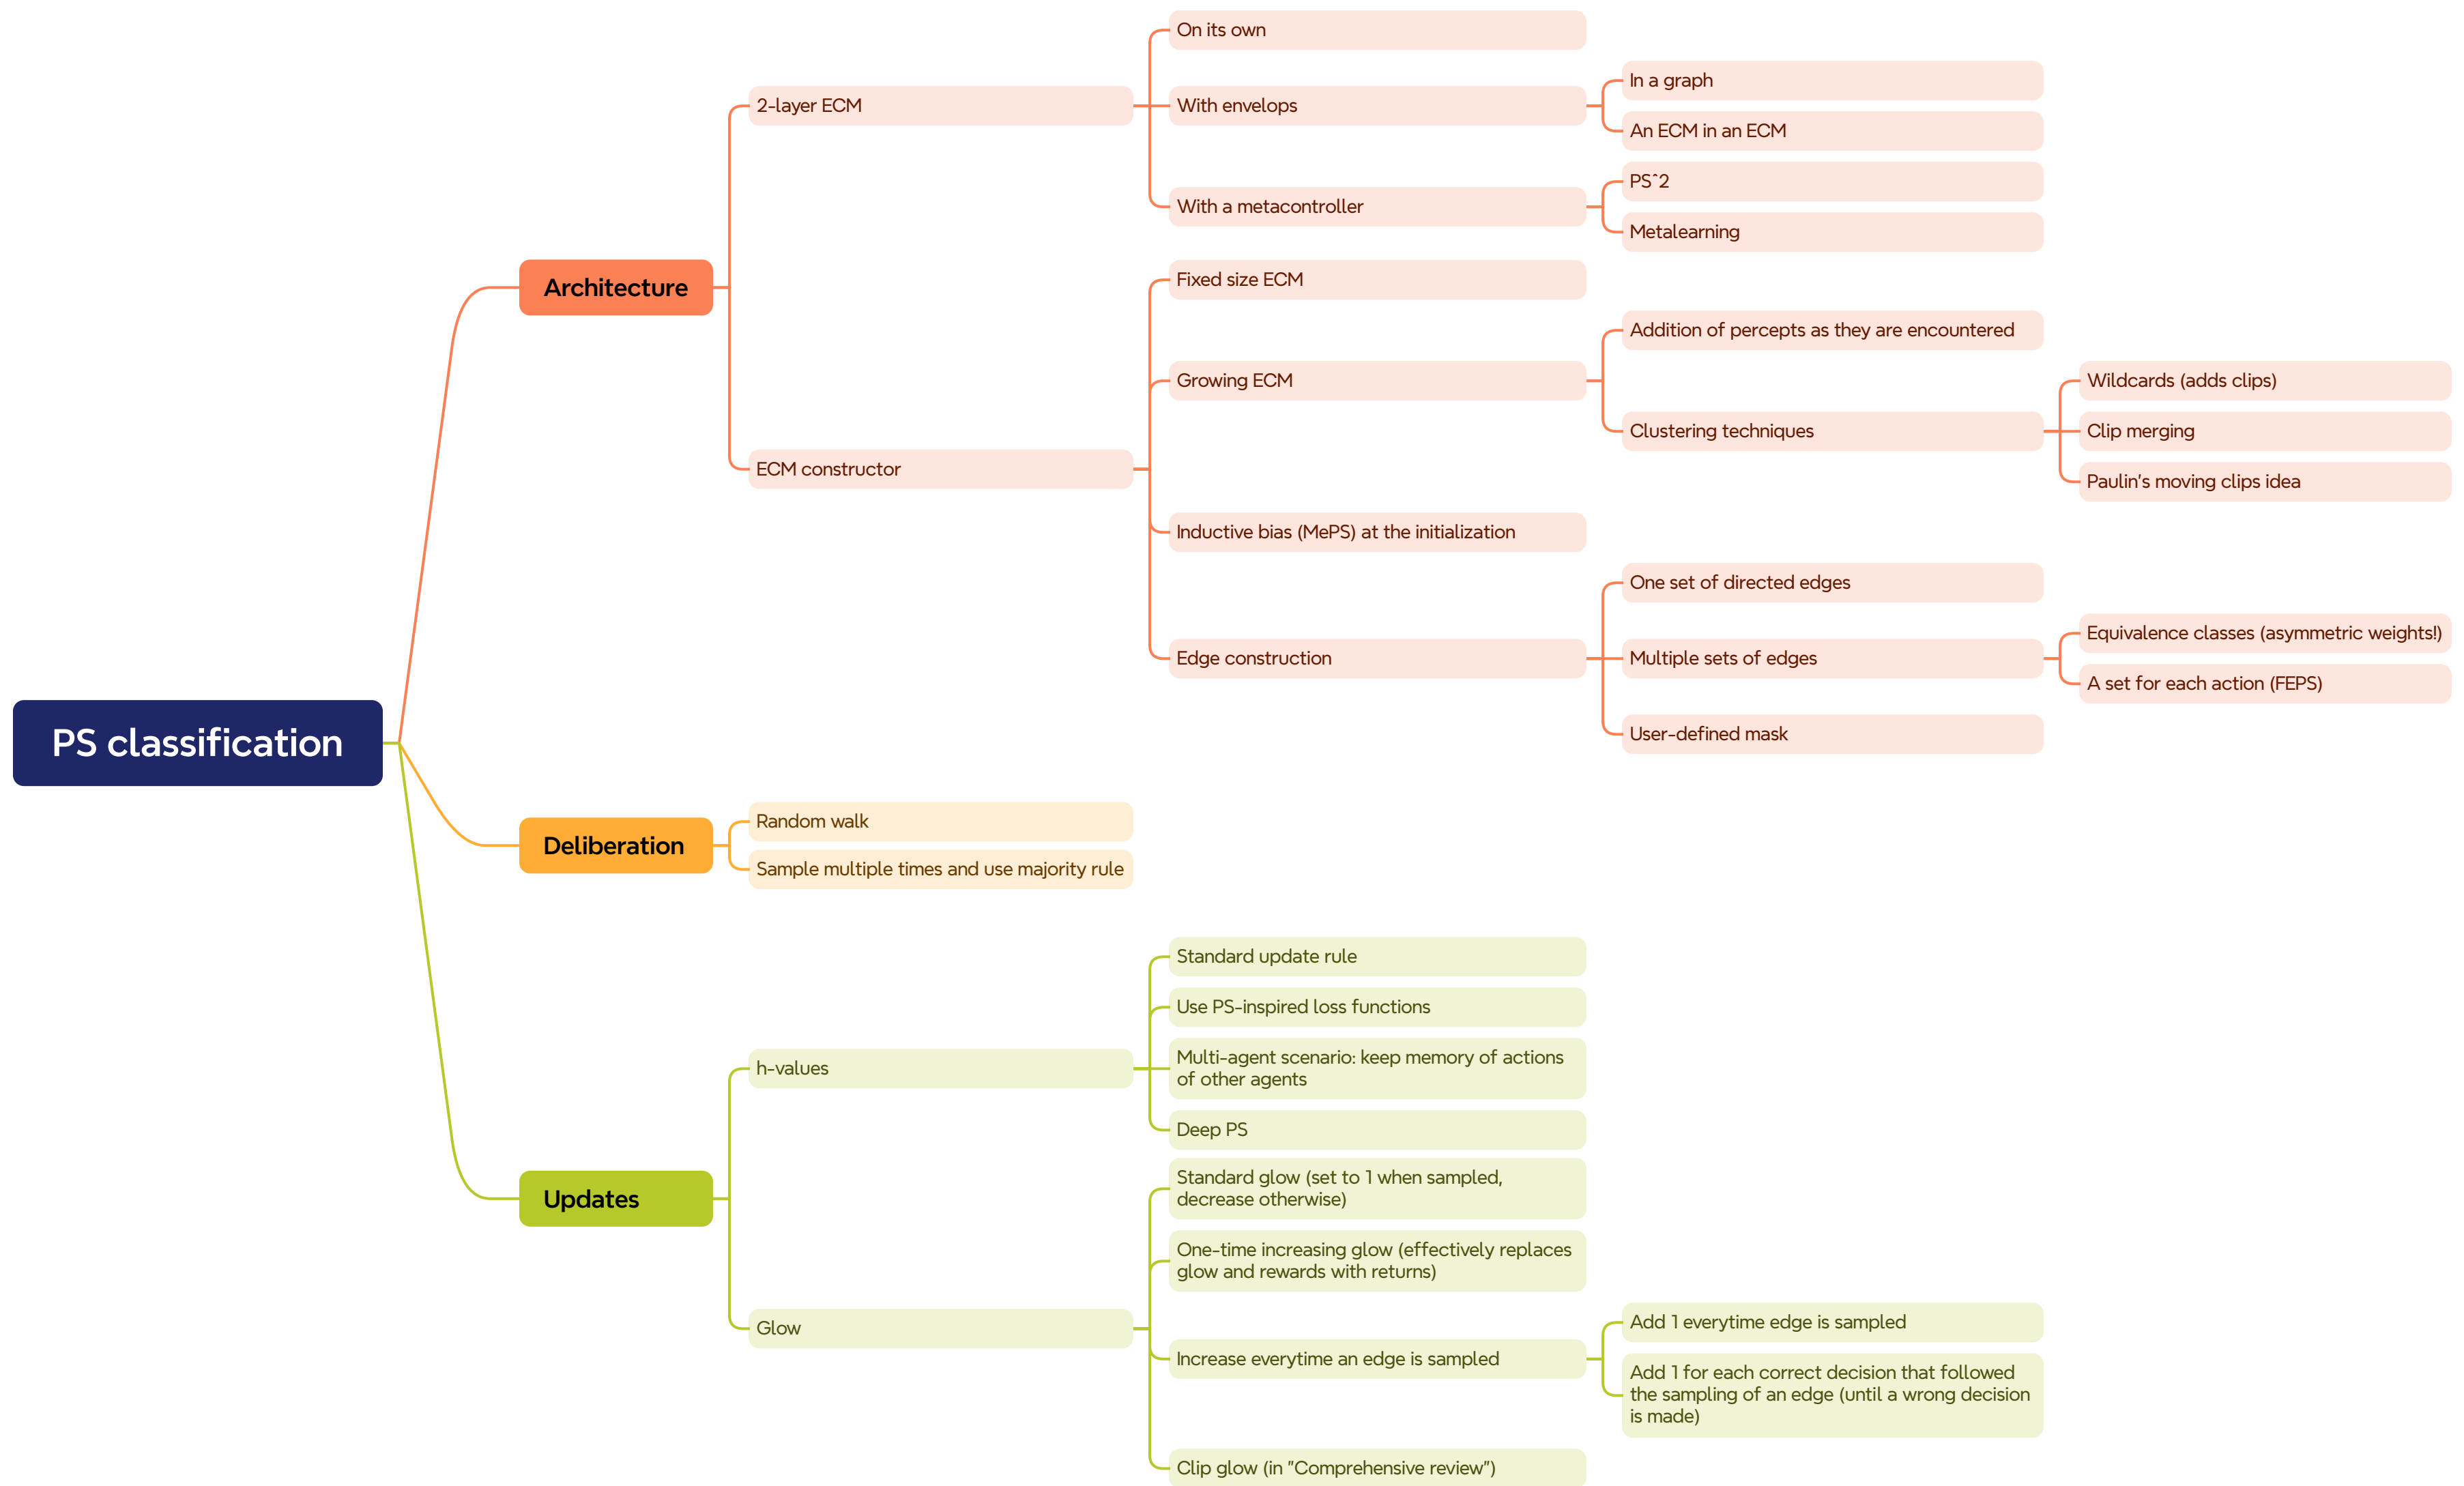 PS classification
Architecture
2-layer ECM
On its own
With envelops
In a graph
An ECM in an ECM
With a metacontroller
PS^2
Metalearning
ECM constructor
Fixed size ECM
Growing ECM
Addition of percepts as they are encountered
Clustering techniques
Wildcards (adds clips)
Clip merging
Paulin's moving clips idea
Inductive bias (MePS) at the initialization
Edge construction
One set of directed edges
Multiple sets of edges
Equivalence classes (asymmetric weights!)
A set for each action (FEPS)
User-defined mask
Deliberation
Random walk
Sample multiple times and use majority rule
Updates
h-values
Standard update rule
Use PS-inspired loss functions
Multi-agent scenario: keep memory of actions
of other agents
Deep PS
Glow
Standard glow (set to 1 when sampled,
decrease otherwise)
One-time increasing glow (effectively replaces
glow and rewards with returns)
Increase everytime an edge is sampled
Add 1 everytime edge is sampled
Add 1 for each correct decision that followed
the sampling of an edge (until a wrong decision
is made)
Clip glow (in "Comprehensive review")